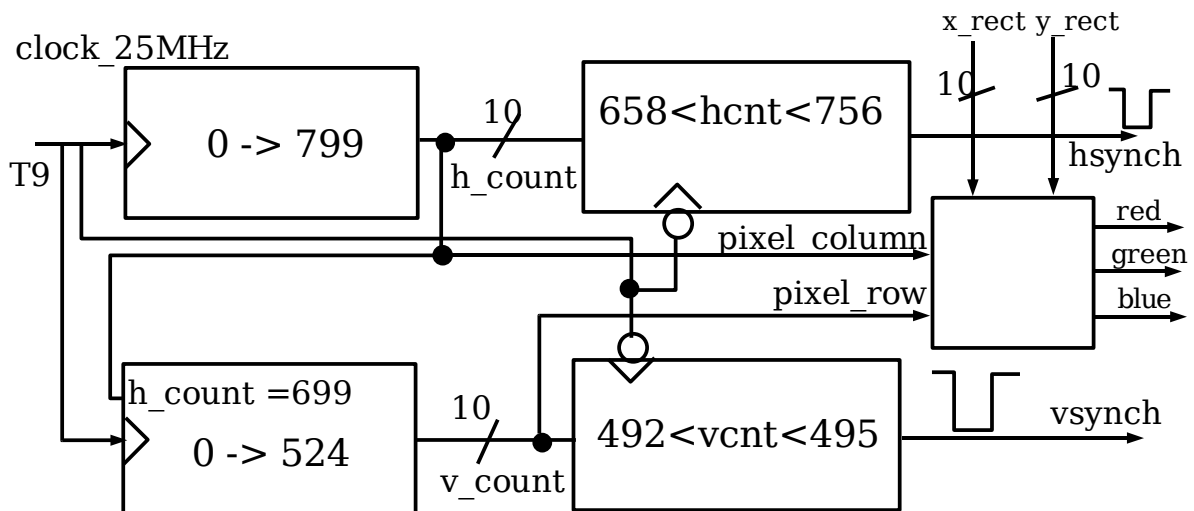 x_rect y_rect
clock_25MHz
10 10
0 -> 799
10
658<hcnt<756
T9
h_count
hsynch
red
pixel_column
green
pixel_row
blue
h_count =699
10
492<vcnt<495
vsynch
0 -> 524
v_count